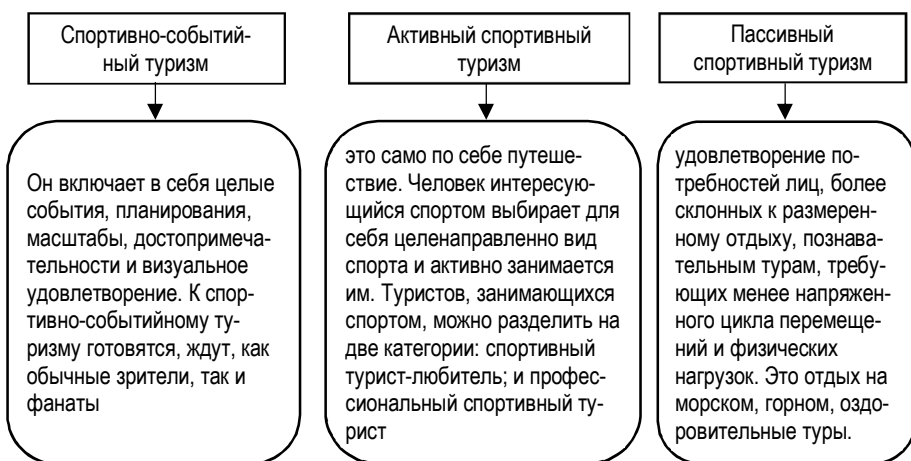 Спортивно-событий-
ный туризм
Он включает в себя целые
события, планирования,
масштабы, достопримеча-
тельности и визуальное
удовлетворение. К спор-
тивно-событийному ту-
ризму готовятся, ждут, как
обычные зрители, так и
фанаты
Активный спортивный
туризм
это само по себе путеше-
ствие. Человек интересую-
щийся спортом выбирает для
себя целенаправленно вид
спорта и активно занимается
им. Туристов, занимающихся
спортом, можно разделить на
две категории: спортивный
турист-любитель; и профес-
сиональный спортивный ту-
рист
Пассивный
спортивный туризм
удовлетворение по-
требностей лиц, более
склонных к размерен-
ному отдыху, познава-
тельным турам, требу-
ющих менее напряжен-
ного цикла перемеще-
ний и физических
нагрузок. Это отдых на
морском, горном, оздо-
ровительные туры.